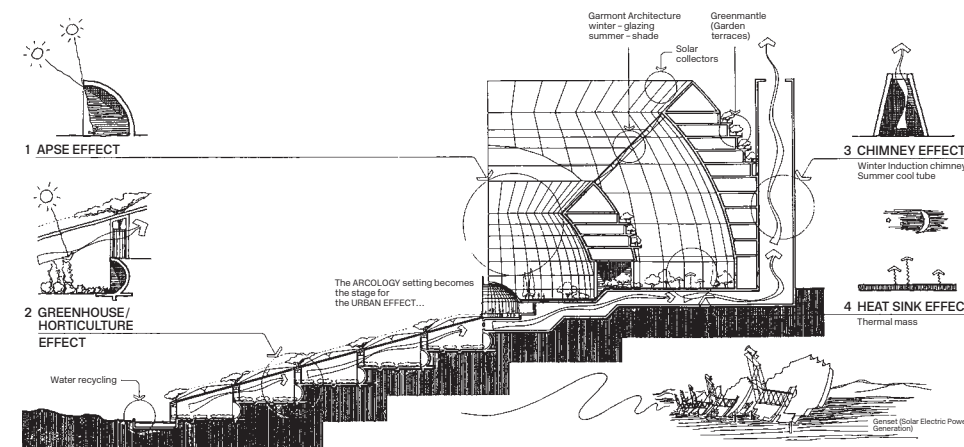 Garmont Architecture
winter – glazing
summer – shade
Greenmantle
(Garden
terraces)
Solar
collectors
1 APSE EFFECT
3 CHIMNEY EFFECT
Winter Induction chimney
Summer cool tube
The ARCOLOGY setting becomes
the stage for
the URBAN EFFECT...
2 GREENHOUSE/
HORTICULTURE
EFFECT
4 HEAT SINK EFFEC
Thermal mass
Water recycling
Genset (Solar Electric Powe
Generation)